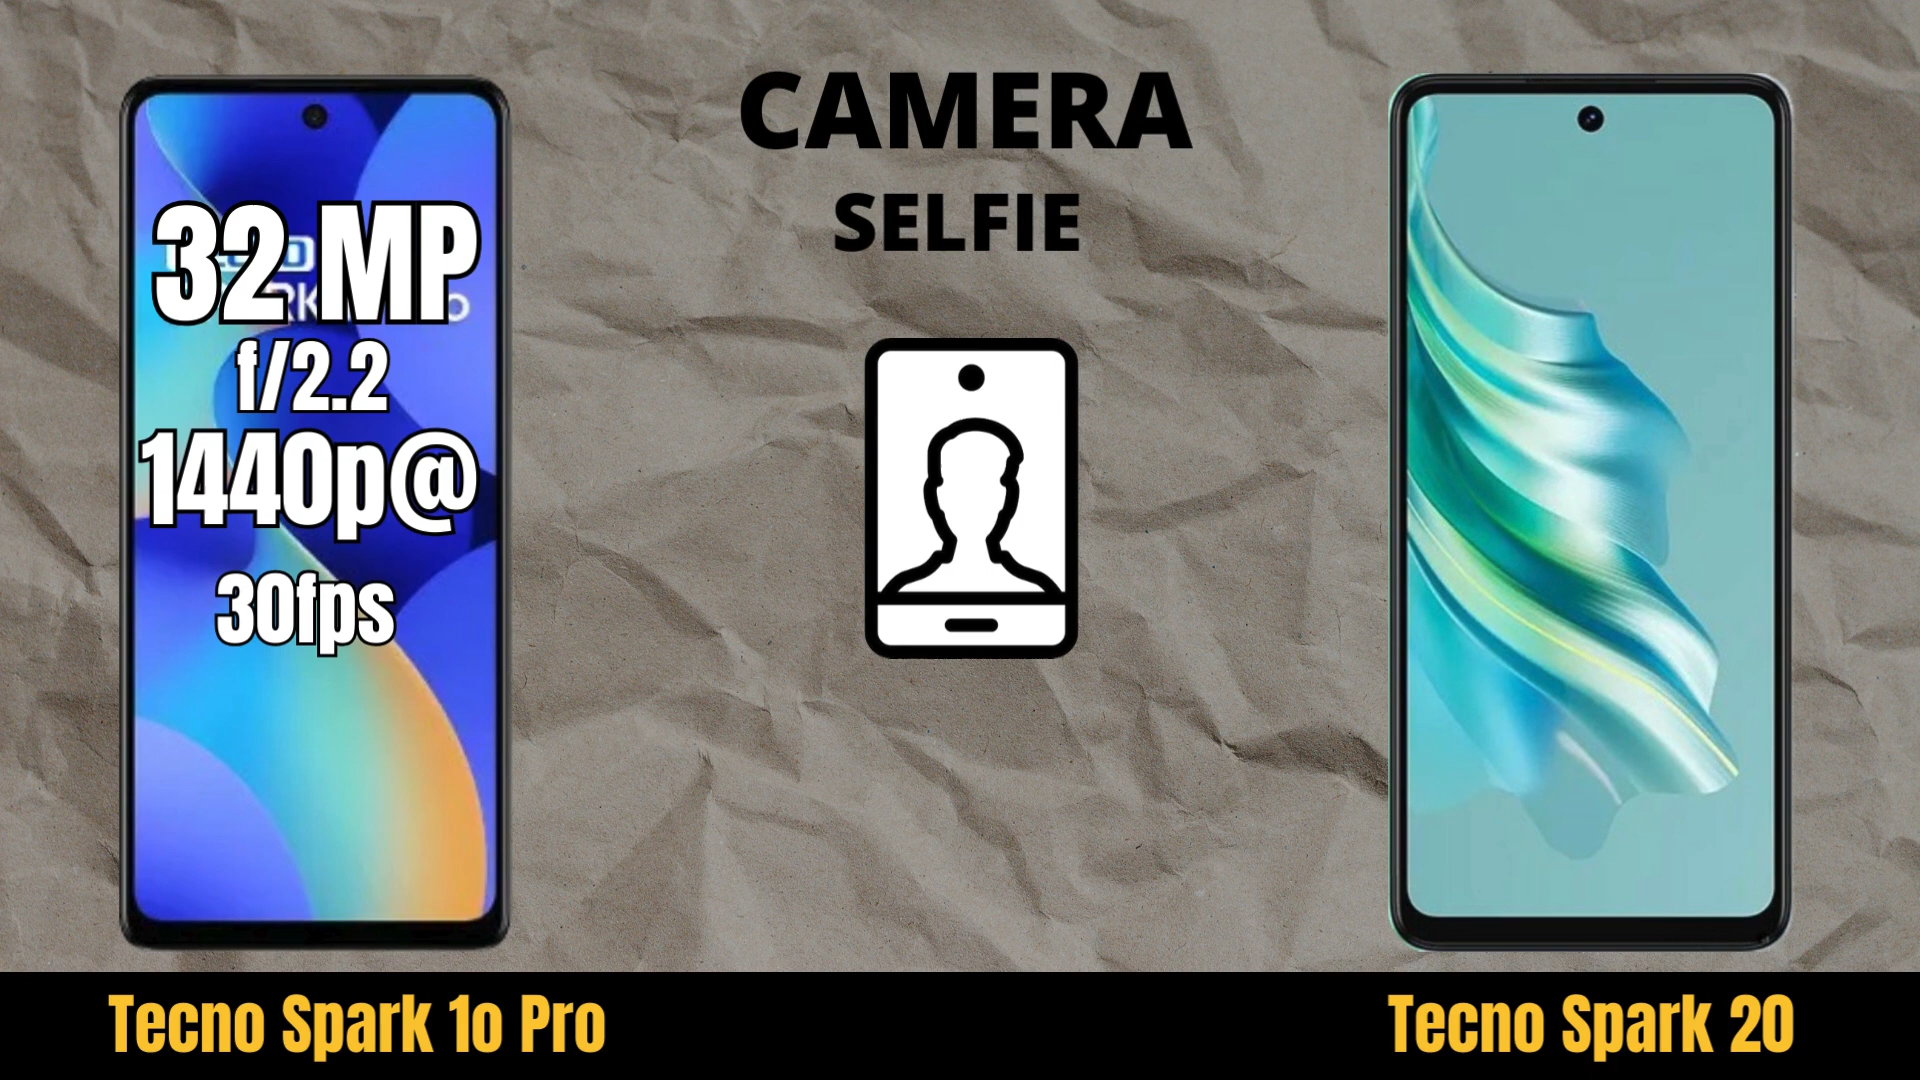 CAMERA
SELFIE
32 MP
f/2.2
1440p@
30fps
Tecno Spark 1o Pro
Tecno Spark 20